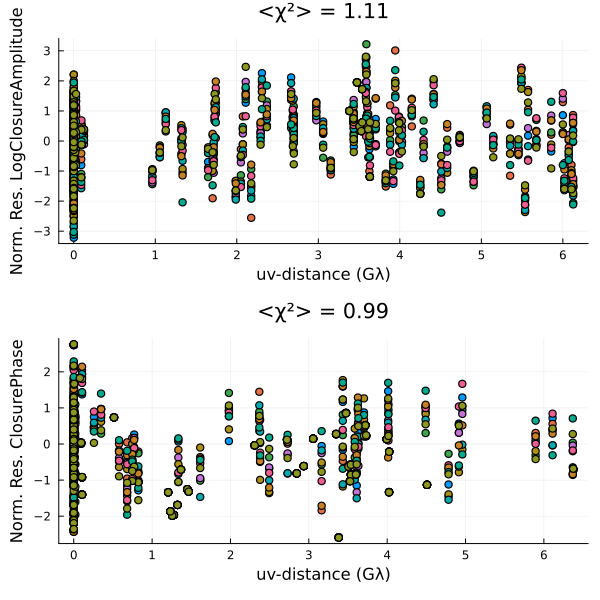 <χ²> = 1.11
Norm. Res. LogClosureAmplitude
3
2
1
0
−1
−2
−3
0 1 2 3 4 5 6
uv-distance (Gλ)
<χ²> = 0.99
Norm. Res. ClosurePhase
2
1
0
−1
−2
0 1 2 3 4 5 6
uv-distance (Gλ)